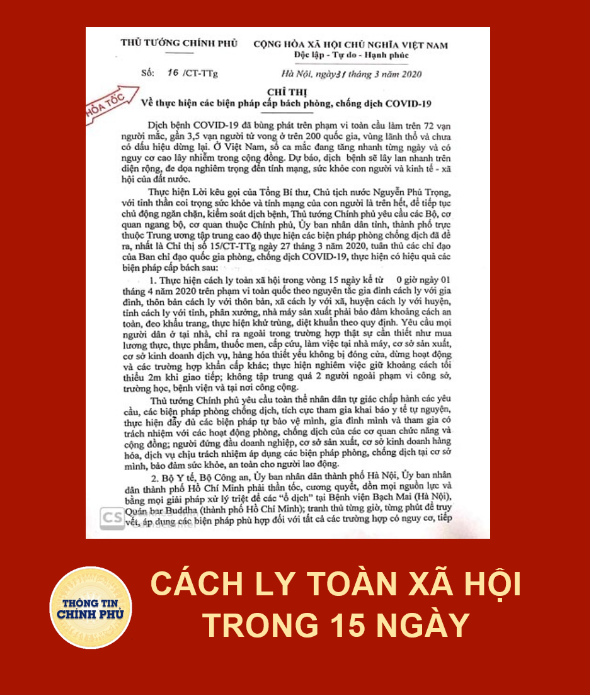 THỦ TƯỚNG CHÍNH PHỦ
CỘNG HÒA XÃ HỘI CHỦ NGHĨA VIỆT NAM
Độc lập - Tự do - Hạnh phúc
Số: 16 /CT-TTg
Hà Nội, ngày 31 tháng 3 năm 2020
HỎA TỐC
CHỈ THỊ
Về thực hiện các biện pháp cấp bách phòng, chống dịch COVID-19
Dịch bệnh COVID-19 đã bùng phát trên phạm vi toàn cầu làm trên 72 vạn
người mắc, gần 3,5 vạn người tử vong ở trên 200 quốc gia, vùng lãnh thổ và chưa
có dấu hiệu dừng lại. Ở Việt Nam, số ca mắc đang tăng nhanh từng ngày và có
nguy cơ cao lây nhiễm trong cộng đồng. Dự báo, dịch bệnh sẽ lây lan nhanh trên
diện rộng, đe dọa nghiêm trọng đến tính mạng, sức khỏe con người và kinh tế - xã
hội của đất nước.
Thực hiện Lời kêu gọi của Tổng Bí thư, Chủ tịch nước Nguyễn Phú Trọng,
với tinh thần coi trọng sức khỏe và tính mạng của con người là trên hết, để tiếp tục
chủ động ngăn chặn, kiểm soát dịch bệnh, Thủ tướng Chính phủ yêu cầu các Bộ, cơ
quan ngang bộ, cơ quan thuộc Chính phủ, Ủy ban nhân dân tỉnh, thành phố trực
thuộc Trung ương tập trung cao độ thực hiện các biện pháp phòng chống dịch đã đề
ra, nhất là Chỉ thị số 15/CT-TTg ngày 27 tháng 3 năm 2020, tuân thủ các chỉ đạo
của Ban chỉ đạo quốc gia phòng, chống dịch COVID-19, thực hiện có hiệu quả các
biện pháp cấp bách sau:
1. Thực hiện cách ly toàn xã hội trong vòng 15 ngày kể từ 0 giờ ngày 01
tháng 4 năm 2020 trên phạm vi toàn quốc theo nguyên tắc gia đình cách ly với gia
đình, thôn bản cách ly với thôn bản, xã cách ly với xã, huyện cách ly với huyện,
tỉnh cách ly với tỉnh, phân xưởng, nhà máy sản xuất phải bảo đảm khoảng cách an
toàn, đeo khẩu trang, thực hiện khử trùng, diệt khuẩn theo quy định. Yêu cầu mọi
người dân ở tại nhà, chỉ ra ngoài trong trường hợp thật sự cần thiết như mua
lương thực, thực phẩm, thuốc men, cấp cứu, làm việc tại nhà máy, cơ sở sản xuất,
cơ sở kinh doanh dịch vụ, hàng hóa thiết yếu không bị đóng cửa, dừng hoạt động
và các trường hợp khẩn cấp khác; thực hiện nghiêm việc giữ khoảng cách tối
thiểu 2m khi giao tiếp; không tập trung quá 2 người ngoài phạm vi công sở,
trường học, bệnh viện và tại nơi công cộng.
Thủ tướng Chính phủ yêu cầu toàn thể nhân dân tự giác chấp hành các yêu
cầu, các biện pháp phòng chống dịch, tích cực tham gia khai báo y tế tự nguyện,
thực hiện đầy đủ các biện pháp tự bảo vệ mình, gia đình mình và tham gia có
trách nhiệm với các hoạt động phòng, chống dịch của các cơ quan chức năng và
cộng đồng; người đứng đầu doanh nghiệp, cơ sở sản xuất, cơ sở kinh doanh hàng
hóa, dịch vụ chịu trách nhiệm áp dụng các biện pháp phòng, chống dịch tại cơ sở
mình, bảo đảm sức khỏe, an toàn cho người lao động.
2. Bộ Y tế, Bộ Công an, Ủy ban nhân dân thành phố Hà Nội, Ủy ban nhân
dân thành phố Hồ Chí Minh phải thần tốc, cương quyết, dồn mọi nguồn lực và
bằng mọi giải pháp xử lý triệt để các "ổ dịch" tại Bệnh viện Bạch Mai (Hà Nội),
Quán bar Buddha (thành phố Hồ Chí Minh); tranh thủ từng giờ, từng phút để truy
vết, áp dụng các biện pháp phù hợp đối với tất cả các trường hợp có nguy cơ, tiếp
CS
THÔNG TIN
CHÍNH PHỦ
CÁCH LY TOÀN XÃ HỘI
TRONG 15 NGÀY